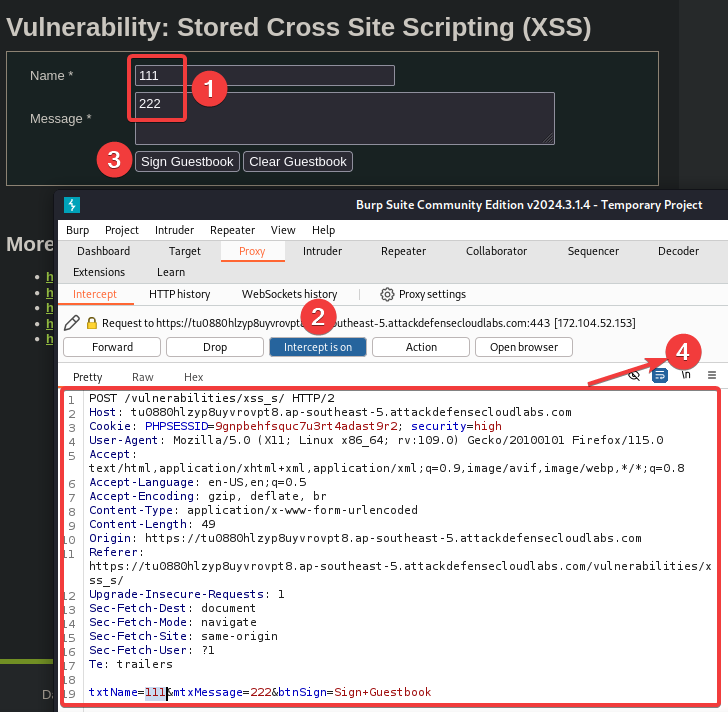 Vulnerability: Stored Cross Site Scripting (XSS)
Name *
111
1
Message *
222
3
Sign Guestbook
Clear Guestbook
Burp Suite Community Edition v2024.3.1.4 - Temporary Project
Burp Project Intruder Repeater View Help
More
Dashboard Target Proxy Intruder Repeater Collaborator Sequencer Decoder
Extensions Learn
Intercept HTTP history WebSockets history Proxy settings
2
Request to https://tu0880hlzyp8uyvrovpt southeast-5.attackdefensecloudlabs.com:443 [172.104.52.153]
Forward Drop Intercept is on Action Open browser
4
Pretty Raw Hex \n
1 POST /vulnerabilities/xss_s/ HTTP/2
2 Host: tu0880hlzyp8uyvrovpt8.ap-southeast-5.attackdefensecloudlabs.com
3 Cookie: PHPSESSID=9gnpbehfsquc7u3rt4adast9r2; security=high
4 User-Agent: Mozilla/5.0 (X11; Linux x86_64; rv:109.0) Gecko/20100101 Firefox/115.0
5 Accept:
text/html,application/xhtml+xml,application/xml;q=0.9,image/avif,image/webp,*/*;q=0.8
6 Accept-Language: en-US,en;q=0.5
7 Accept-Encoding: gzip, deflate, br
8 Content-Type: application/x-www-form-urlencoded
9 Content-Length: 49
10 Origin: https://tu0880hlzyp8uyvrovpt8.ap-southeast-5.attackdefensecloudlabs.com
11 Referer:
https://tu0880hlzyp8uyvrovpt8.ap-southeast-5.attackdefensecloudlabs.com/vulnerabilities/x
ss_s/
12 Upgrade-Insecure-Requests: 1
13 Sec-Fetch-Dest: document
14 Sec-Fetch-Mode: navigate
15 Sec-Fetch-Site: same-origin
16 Sec-Fetch-User: ?1
17 Te: trailers
18
19 txtName=111&mtxMessage=222&btnSign=Sign+Guestbook